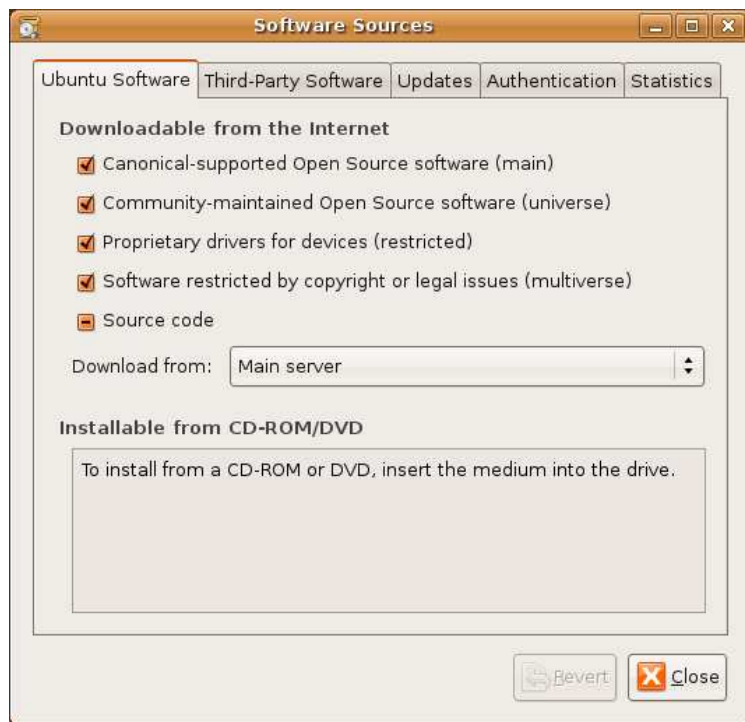 Software Sources
Ubuntu Software Third-Party Software Updates Authentication Statistics
Downloadable from the Internet
Canonical-supported Open Source software (main)
Community-maintained Open Source software (universe)
Proprietary drivers for devices (restricted)
Software restricted by copyright or legal issues (multiverse)
Source code
Download from: Main server
Installable from CD-ROM/DVD
To install from a CD-ROM or DVD, insert the medium into the drive.
Revert Close